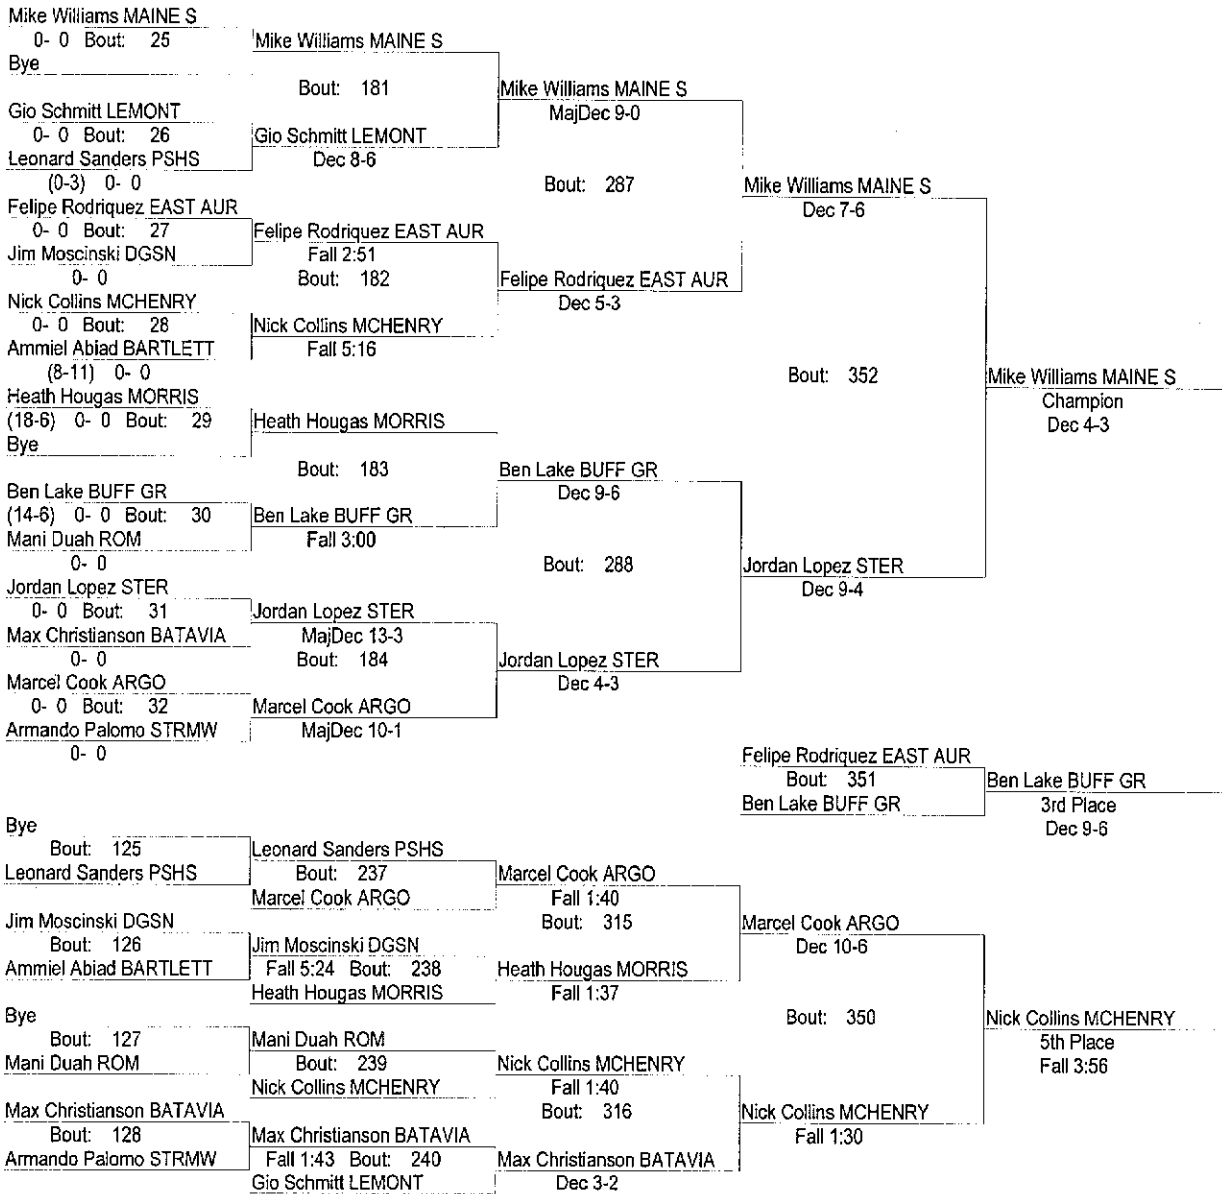 Mike Williams MAINE S
0- 0 Bout: 25
Mike Williams MAINE S
Bye
Bout: 181
Mike Williams MAINE S
MajDec 9-0
Gio Schmitt LEMONT
0- 0 Bout: 26
Gio Schmitt LEMONT
Leonard Sanders PSHS
Dec 8-6
(0-3) 0- 0
Bout: 287
Mike Williams MAINE S
Dec 7-6
Felipe Rodriquez EAST AUR
0- 0 Bout: 27
Felipe Rodriquez EAST AUR
Jim Moscinski DGSN
Fall 2:51
0- 0
Bout: 182
Felipe Rodriquez EAST AUR
Dec 5-3
Nick Collins MCHENRY
0- 0 Bout: 28
Nick Collins MCHENRY
Ammiel Abiad BARTLETT
Fall 5:16
(8-11) 0- 0
Bout: 352
Mike Williams MAINE S
Champion
Dec 4-3
Heath Hougas MORRIS
(18-6) 0- 0 Bout: 29
Heath Hougas MORRIS
Bye
Bout: 183
Ben Lake BUFF GR
Dec 9-6
Ben Lake BUFF GR
(14-6) 0- 0 Bout: 30
Ben Lake BUFF GR
Mani Duah ROM
Fall 3:00
0- 0
Bout: 288
Jordan Lopez STER
Dec 9-4
Jordan Lopez STER
0- 0 Bout: 31
Jordan Lopez STER
Max Christianson BATAVIA
MajDec 13-3
0- 0
Bout: 184
Jordan Lopez STER
Dec 4-3
Marcel Cook ARGO
0- 0 Bout: 32
Marcel Cook ARGO
Armando Palomo STRMW
MajDec 10-1
0- 0
Felipe Rodriquez EAST AUR
Bout: 351
Ben Lake BUFF GR
Ben Lake BUFF GR
3rd Place
Dec 9-6
Bye
Bout: 125
Leonard Sanders PSHS
Leonard Sanders PSHS
Bout: 237
Marcel Cook ARGO
Marcel Cook ARGO
Fall 1:40
Bout: 315
Marcel Cook ARGO
Dec 10-6
Jim Moscinski DGSN
Bout: 126
Jim Moscinski DGSN
Ammiel Abiad BARTLETT
Fall 5:24 Bout: 238
Heath Hougas MORRIS
Heath Hougas MORRIS
Fall 1:37
Bout: 350
Nick Collins MCHENRY
5th Place
Fall 3:56
Bye
Bout: 127
Mani Duah ROM
Mani Duah ROM
Bout: 239
Nick Collins MCHENRY
Nick Collins MCHENRY
Fall 1:40
Bout: 316
Nick Collins MCHENRY
Fall 1:30
Max Christianson BATAVIA
Bout: 128
Max Christianson BATAVIA
Armando Palomo STRMW
Fall 1:43 Bout: 240
Max Christianson BATAVIA
Gio Schmitt LEMONT
Dec 3-2